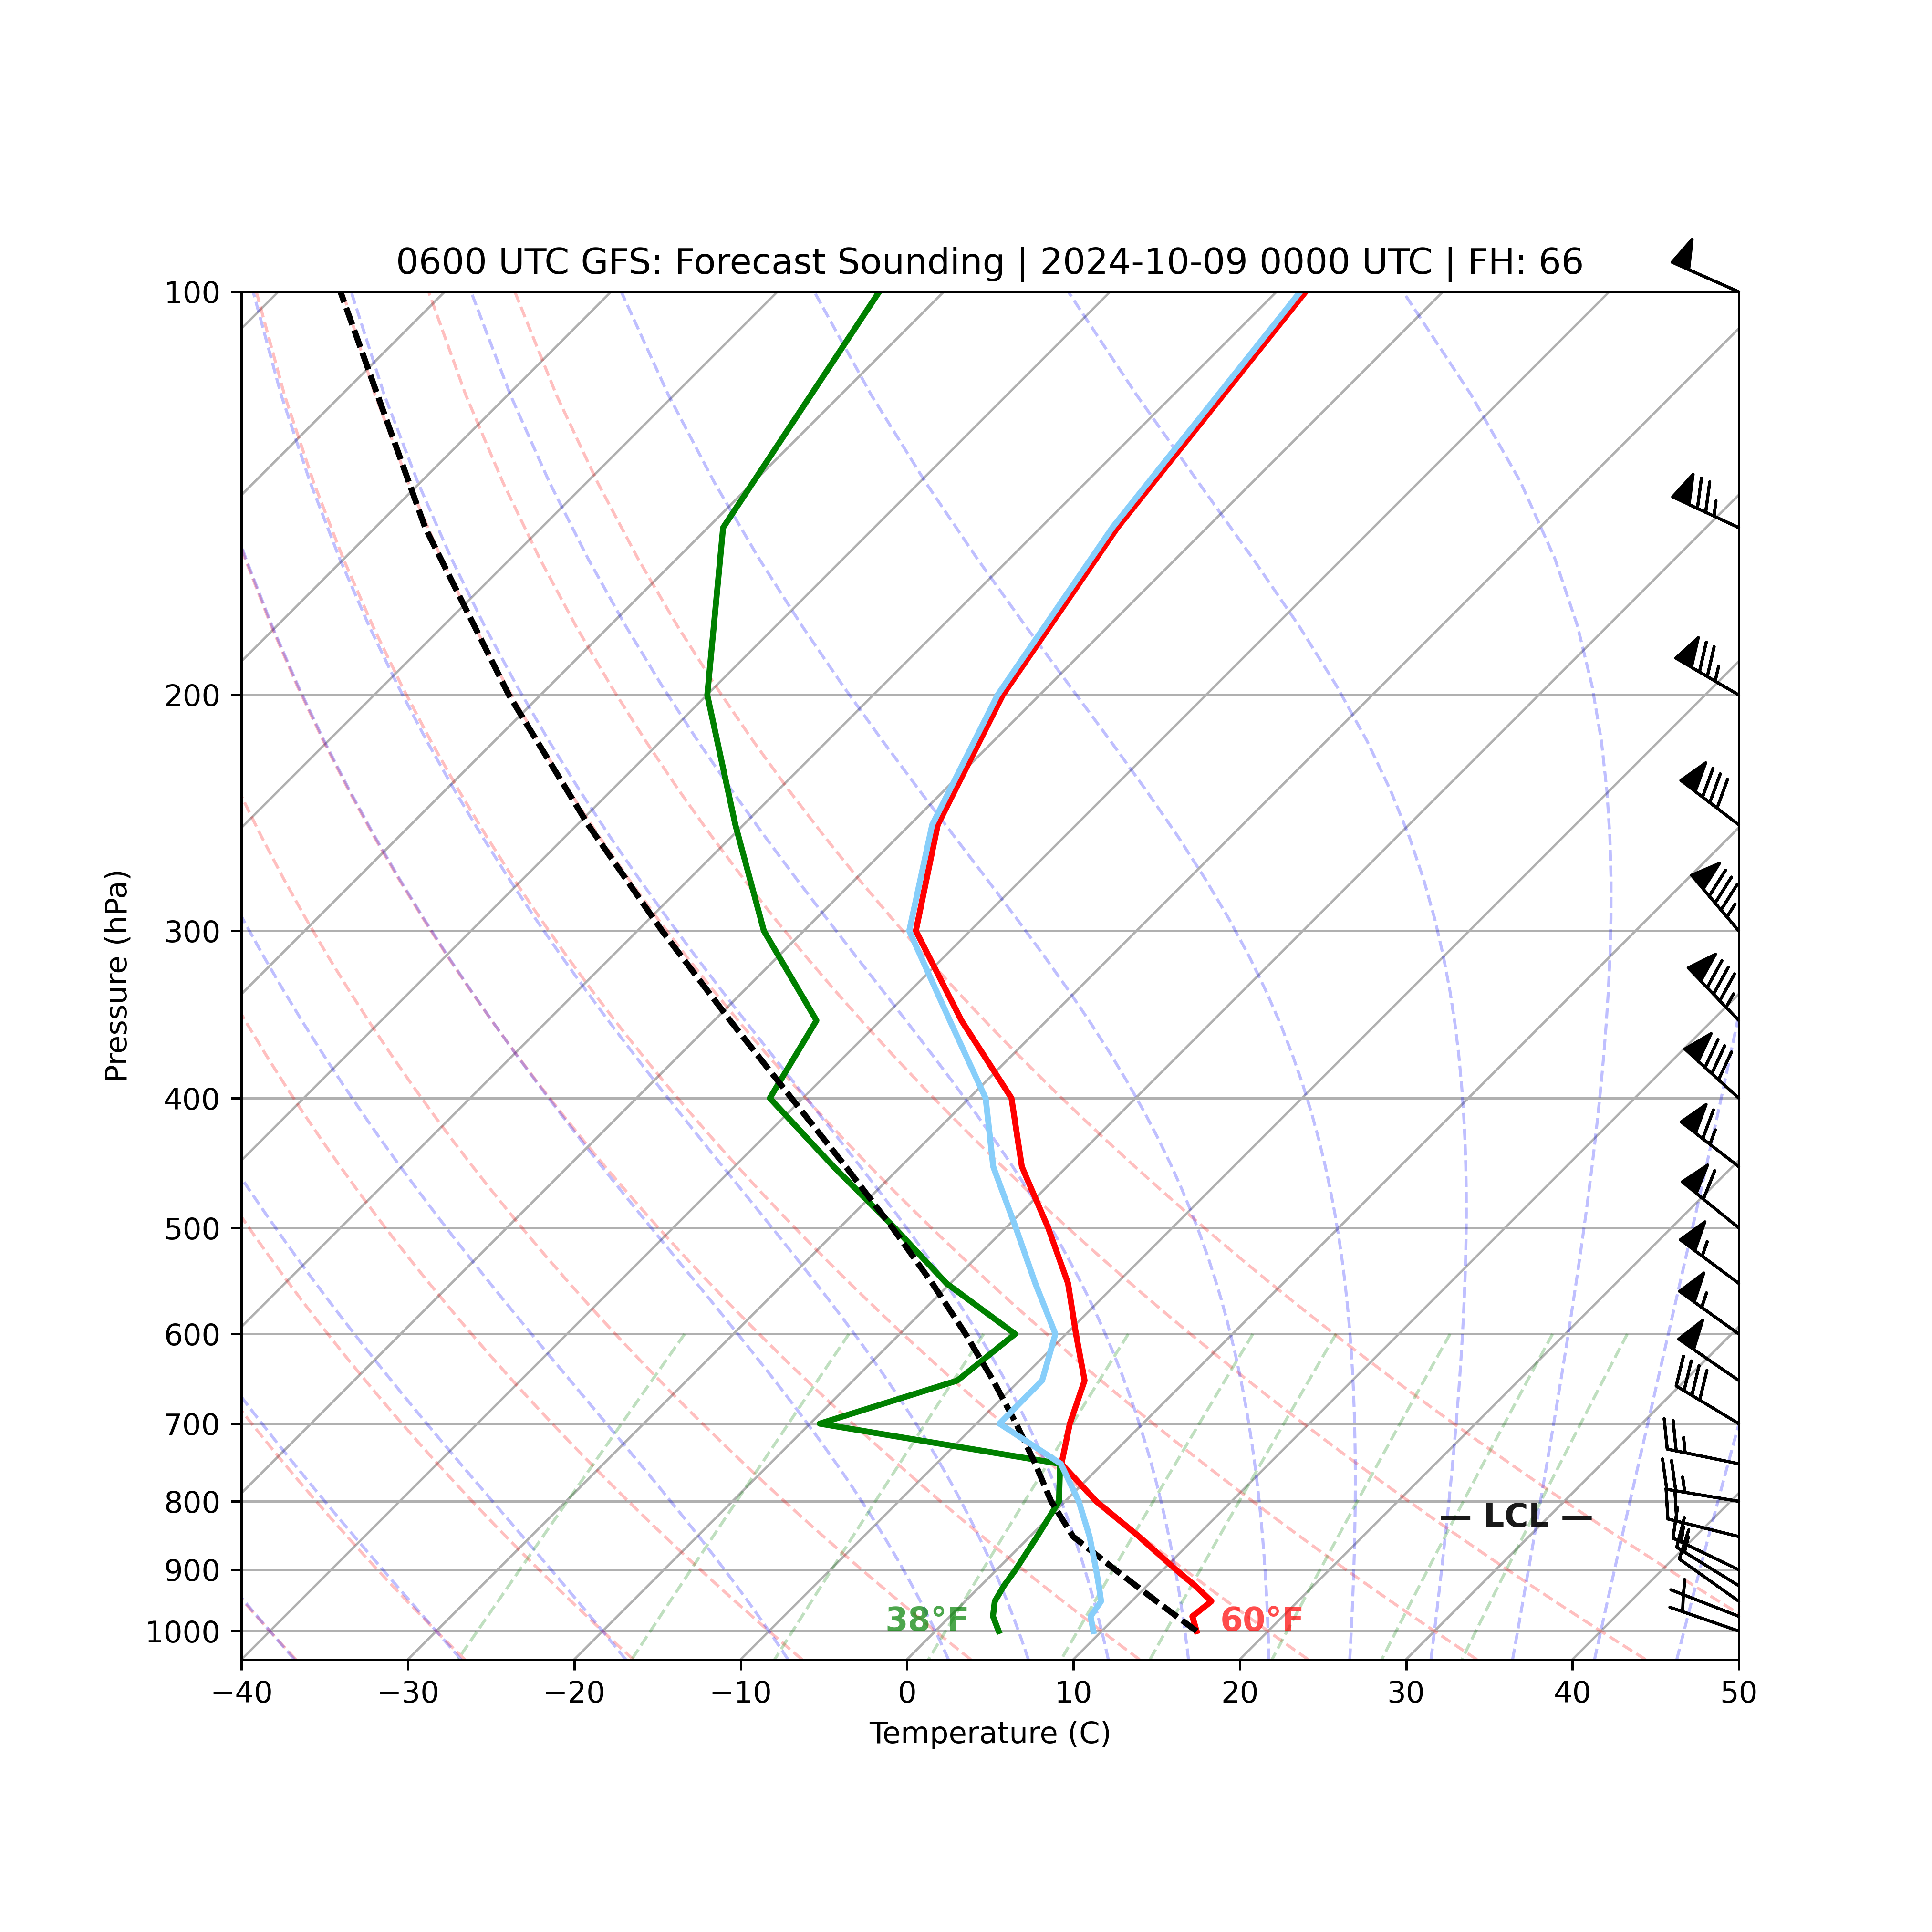 0600 UTC GFS: Forecast Sounding | 2024-10-09 0000 UTC | FH: 66
100
200
300
400
500
600
700
800
900
1000
Pressure (hPa)
— LCL —
38°F
60°F
−40 −30 −20 −10 0 10 20 30 40 50
Temperature (C)